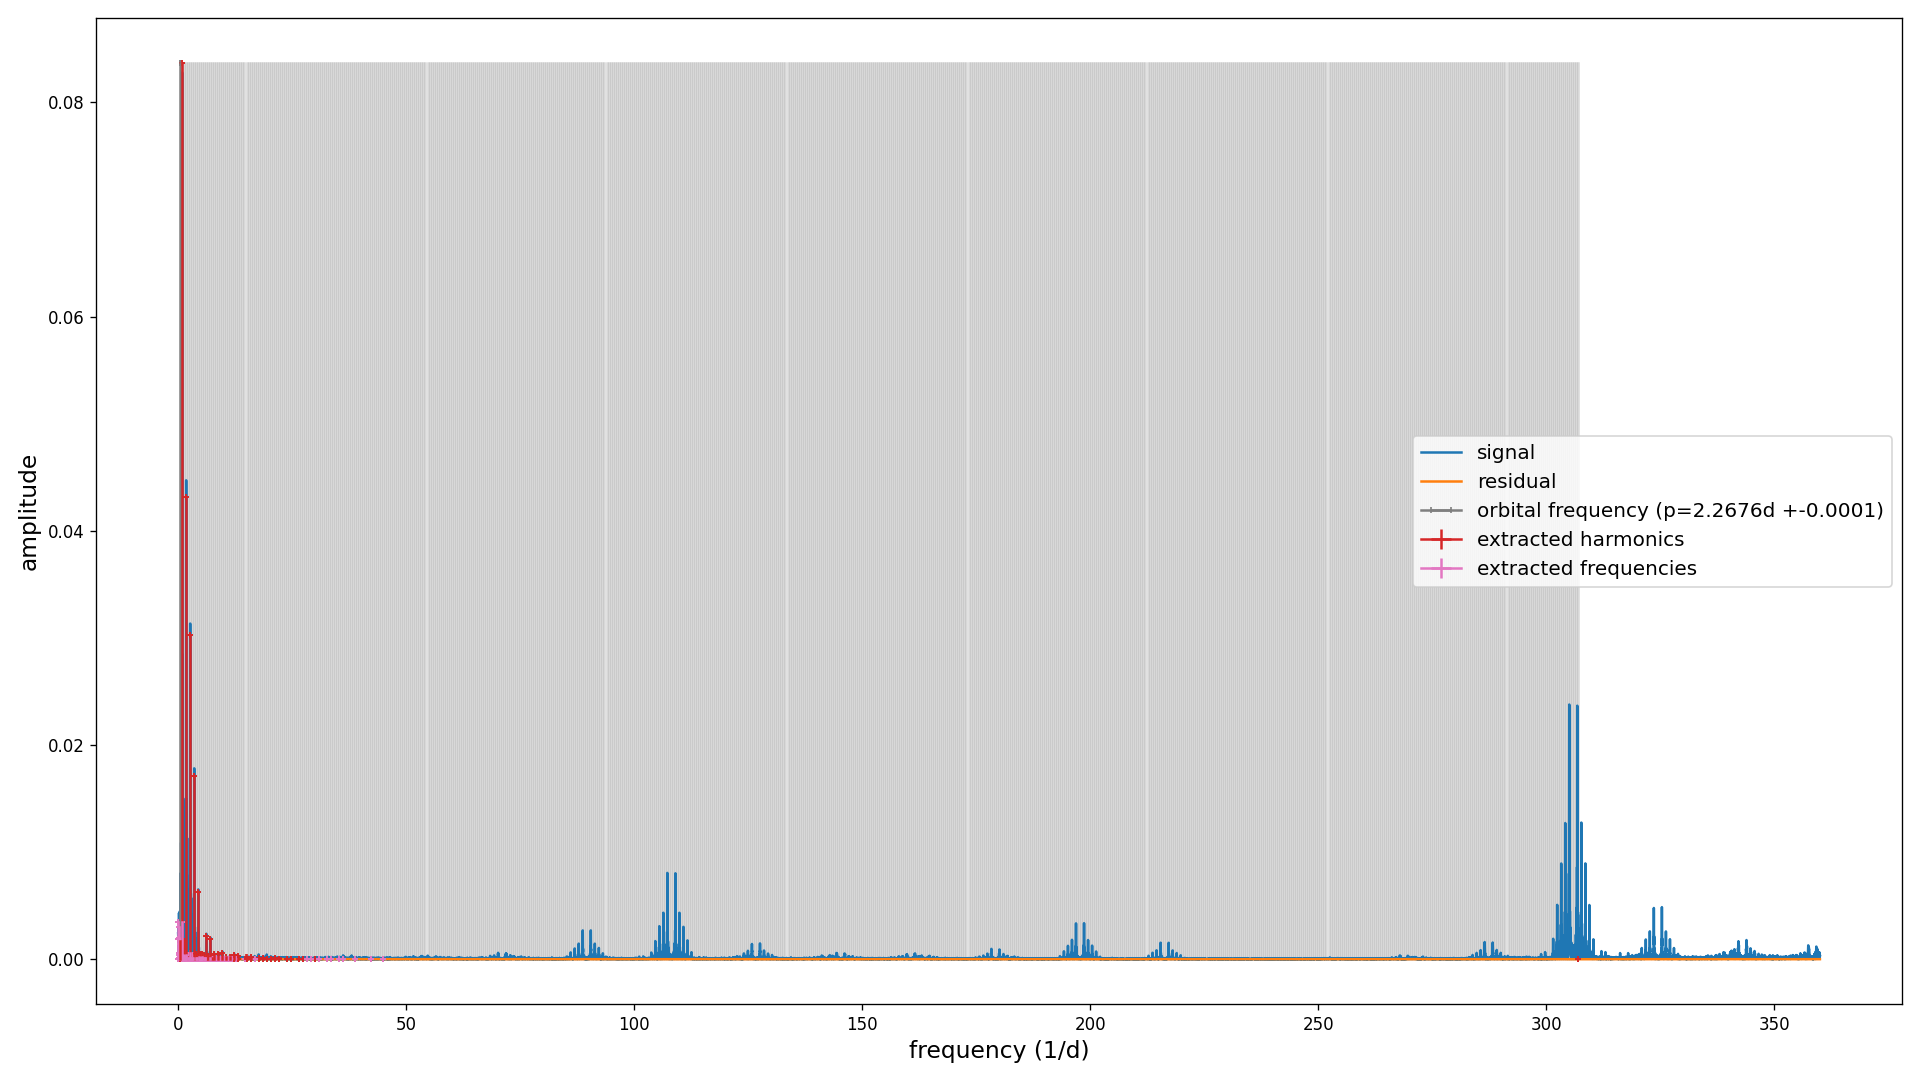 0.08
0.06
0.04
0.02
0.00
amplitude
signal
residual
orbital frequency (p=2.2676d +-0.0001)
extracted harmonics
extracted frequencies
0 50 100 150 200 250 300 350
frequency (1/d)